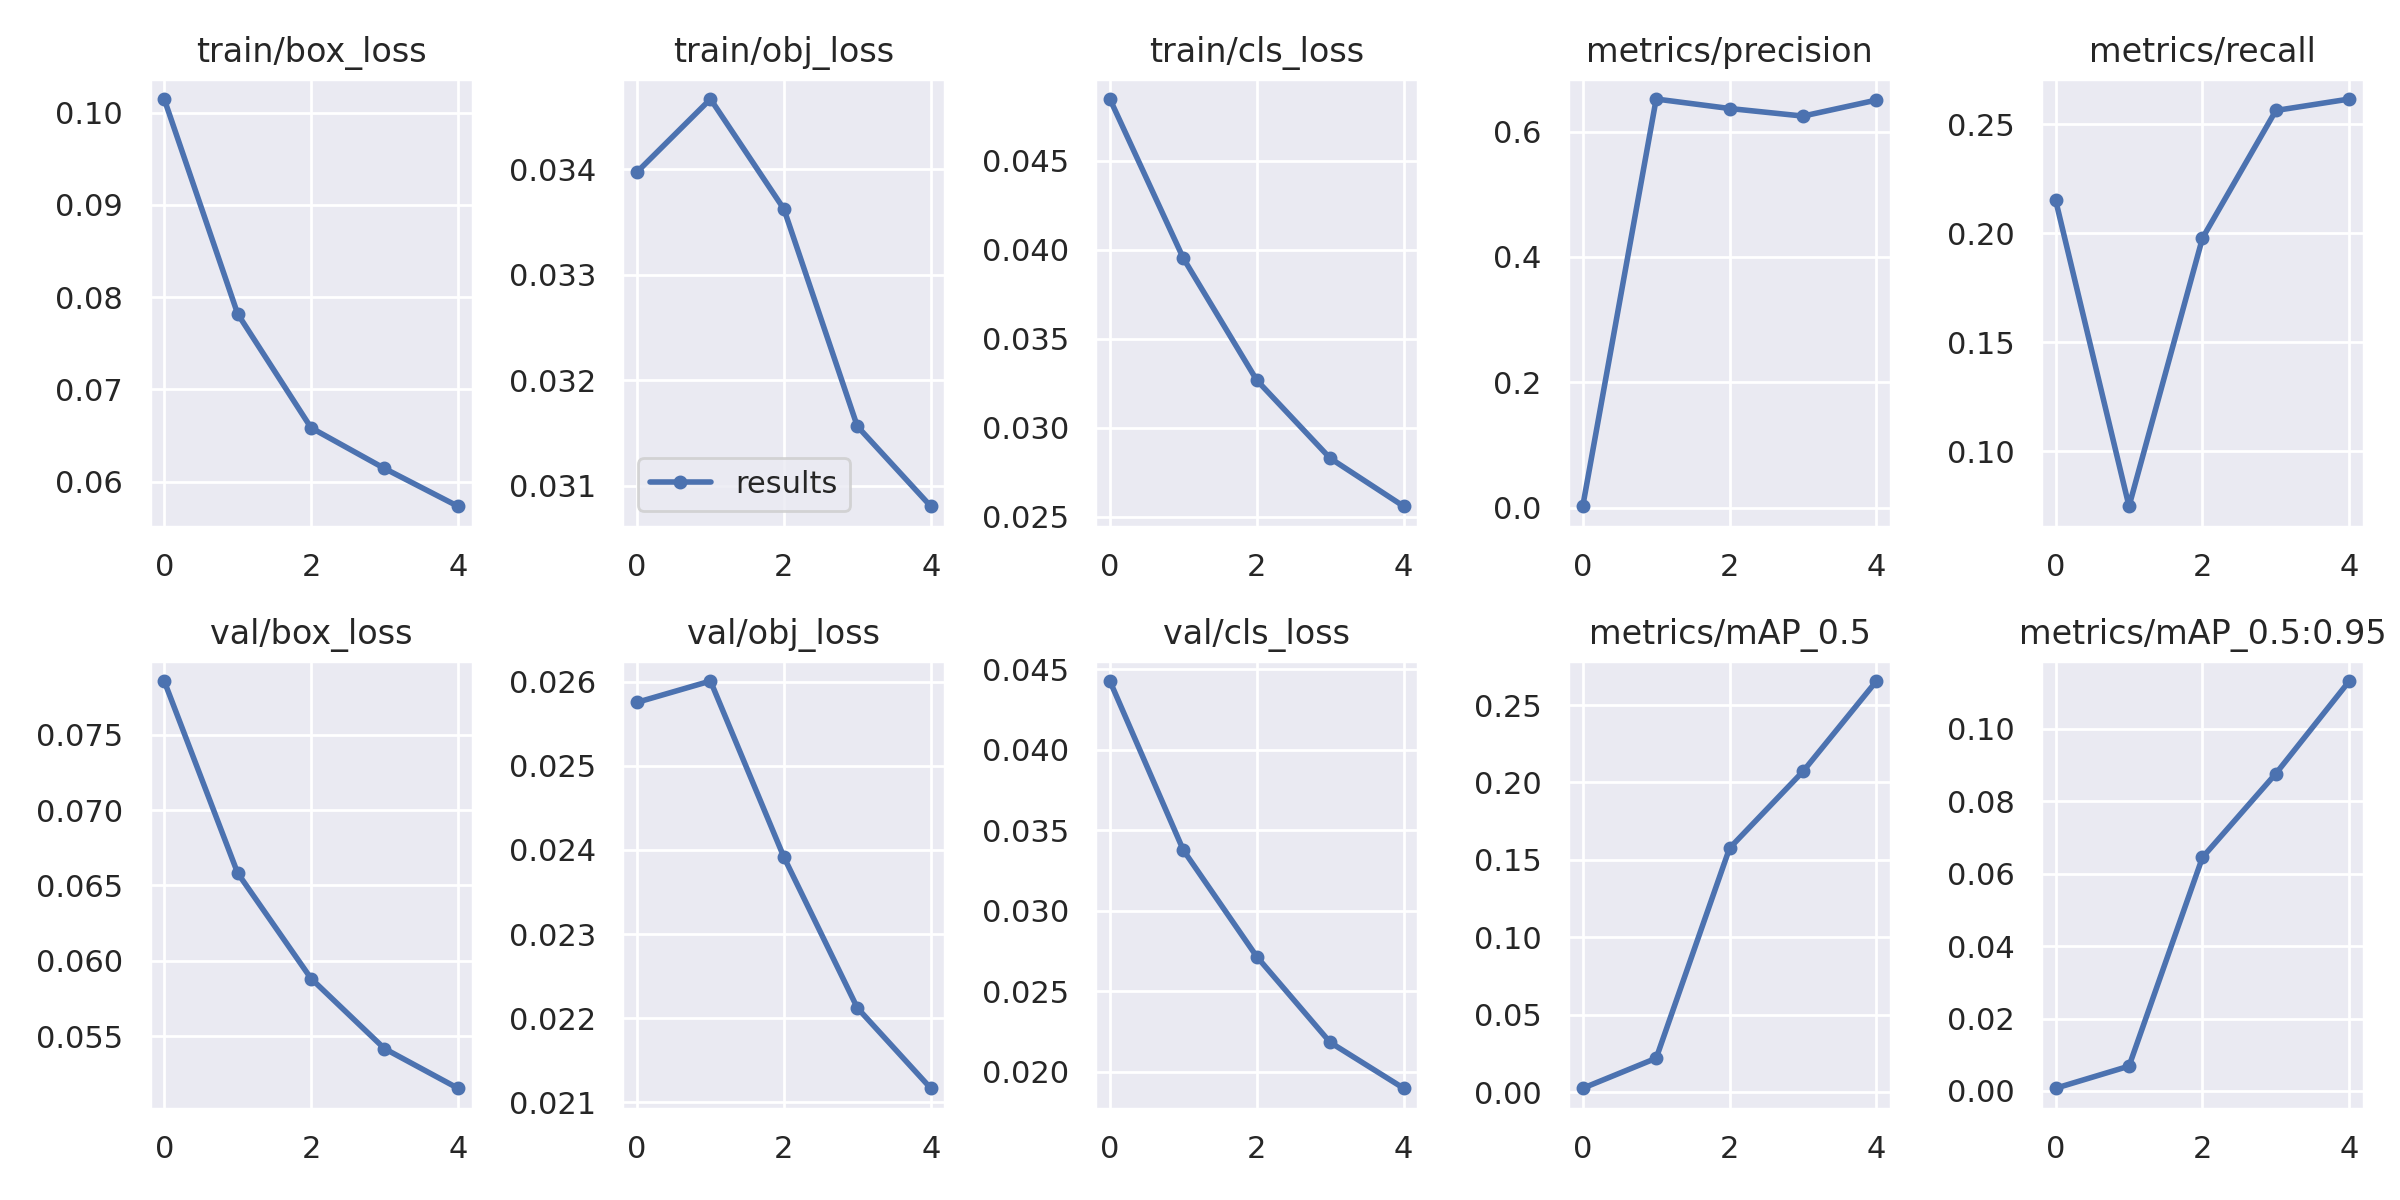 train/box_loss
0.10
0.09
0.08
0.07
0.06
0 2 4
train/obj_loss
0.034
0.033
0.032
0.031
results
0 2 4
train/cls_loss
0.045
0.040
0.035
0.030
0.025
0 2 4
metrics/precision
0.6
0.4
0.2
0.0
0 2 4
metrics/recall
0.25
0.20
0.15
0.10
0 2 4
val/box_loss
0.075
0.070
0.065
0.060
0.055
0 2 4
val/obj_loss
0.026
0.025
0.024
0.023
0.022
0.021
0 2 4
val/cls_loss
0.045
0.040
0.035
0.030
0.025
0.020
0 2 4
metrics/mAP_0.5
0.25
0.20
0.15
0.10
0.05
0.00
0 2 4
metrics/mAP_0.5:0.95
0.10
0.08
0.06
0.04
0.02
0.00
0 2 4